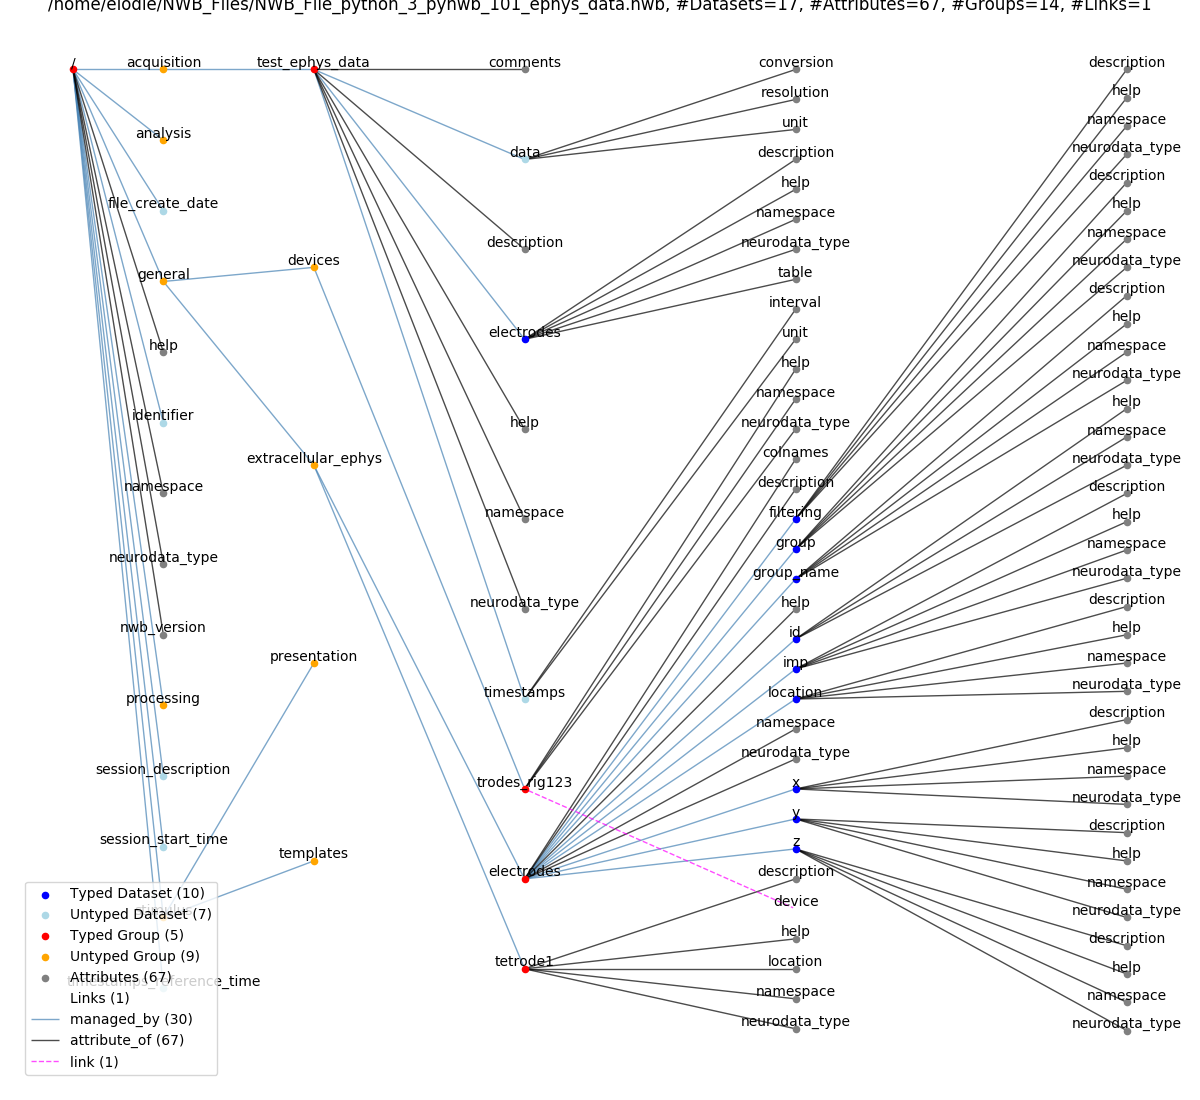 /home/elodie/NWB_Files/NWB_File_python_3_pynwb_101_ephys_data.nwb, #Datasets=17, #Attributes=67, #Groups=14, #Links=1
/
acquisition
analysis
file_create_date
general
help
identifier
namespace
neurodata_type
nwb_version
processing
session_description
session_start_time
stimulus
timestamps_reference_time
test_ephys_data
devices
extracellular_ephys
presentation
templates
comments
data
description
electrodes
help
namespace
neurodata_type
timestamps
trodes_rig123
electrodes
tetrode1
conversion
resolution
unit
description
help
namespace
neurodata_type
table
interval
unit
help
namespace
neurodata_type
colnames
description
filtering
group
group_name
help
id
imp
location
namespace
neurodata_type
x
y
z
description
device
help
location
namespace
neurodata_type
description
help
namespace
neurodata_type
description
help
namespace
neurodata_type
description
help
namespace
neurodata_type
help
namespace
neurodata_type
description
help
namespace
neurodata_type
description
help
namespace
neurodata_type
description
help
namespace
neurodata_type
description
help
namespace
neurodata_type
description
help
namespace
neurodata_type
Typed Dataset (10)
Untyped Dataset (7)
Typed Group (5)
Untyped Group (9)
Attributes (67)
Links (1)
managed_by (30)
attribute_of (67)
link (1)